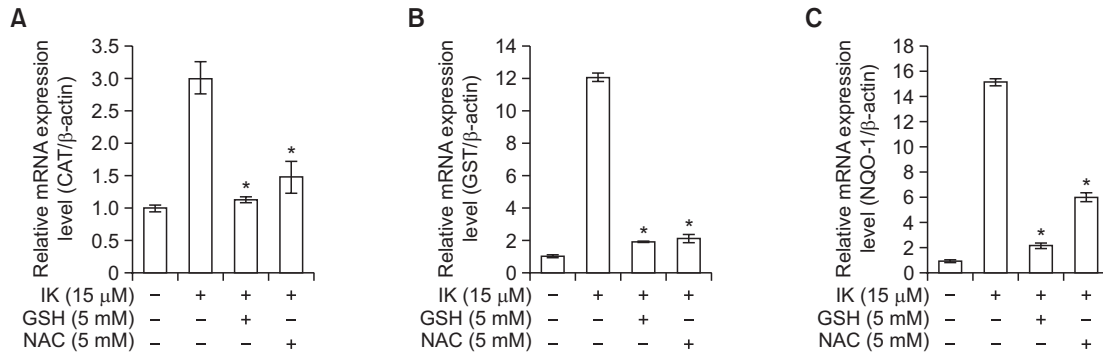 A
Relative mRNA expression
level (CAT/β-actin)
3.5
3.0
2.5
2.0
1.5
1.0
0.5
0
*
*
IK (15 μM) – + + +
GSH (5 mM) – – + –
NAC (5 mM) – – – +
B
Relative mRNA expression
level (GST/β-actin)
14
12
10
8
6
4
2
0
*
*
IK (15 μM) – + + +
GSH (5 mM) – – + –
NAC (5 mM) – – – +
C
Relative mRNA expression
level (NQO-1/β-actin)
18
16
14
12
10
8
6
4
2
0
*
*
IK (15 μM) – + + +
GSH (5 mM) – – + –
NAC (5 mM) – – – +